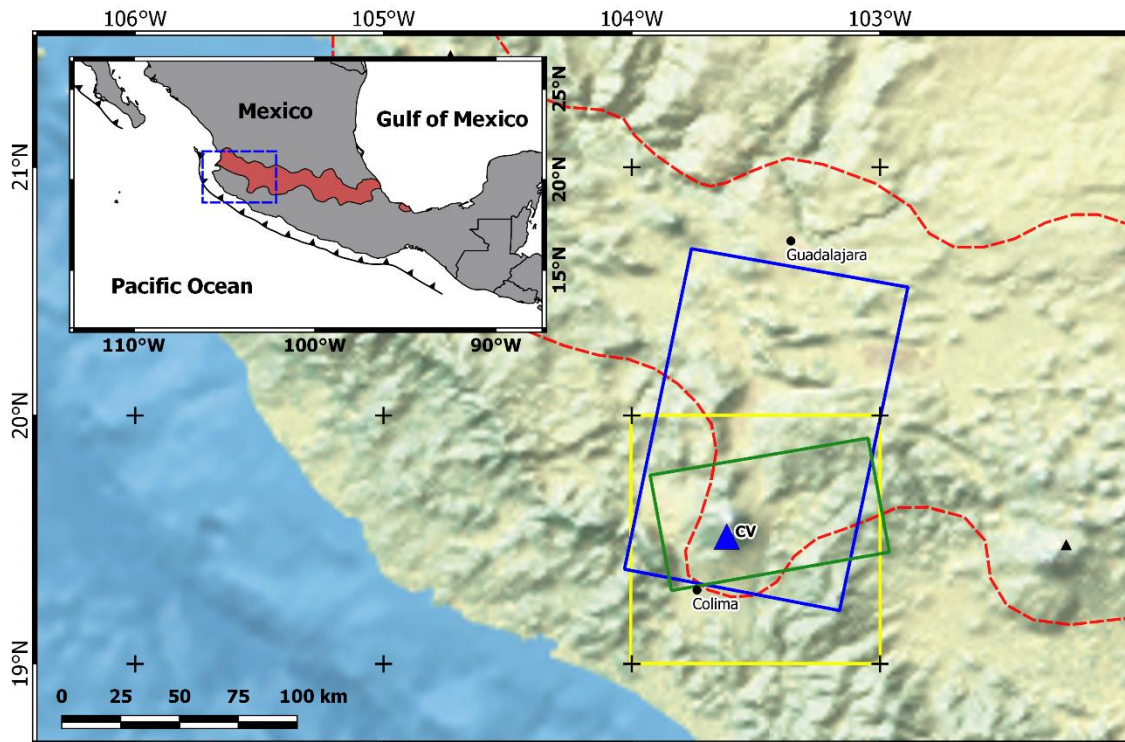 106°W 105°W 104°W 103°W
21°N
20°N
19°N
Mexico
Gulf of Mexico
Pacific Ocean
25°N
20°N
15°N
110°W 100°W 90°W
Guadalajara
CV
Colima
0 25 50 75 100 km